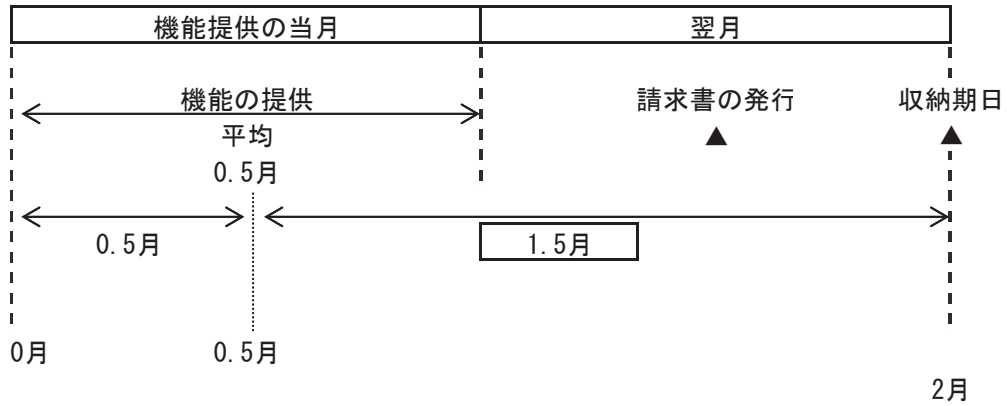 機能提供の当月 翌月
機能の提供 請求書の発行 収納期日
平均 ▲ ▲
0.5月
0.5月 1.5月
0月 0.5月
2月